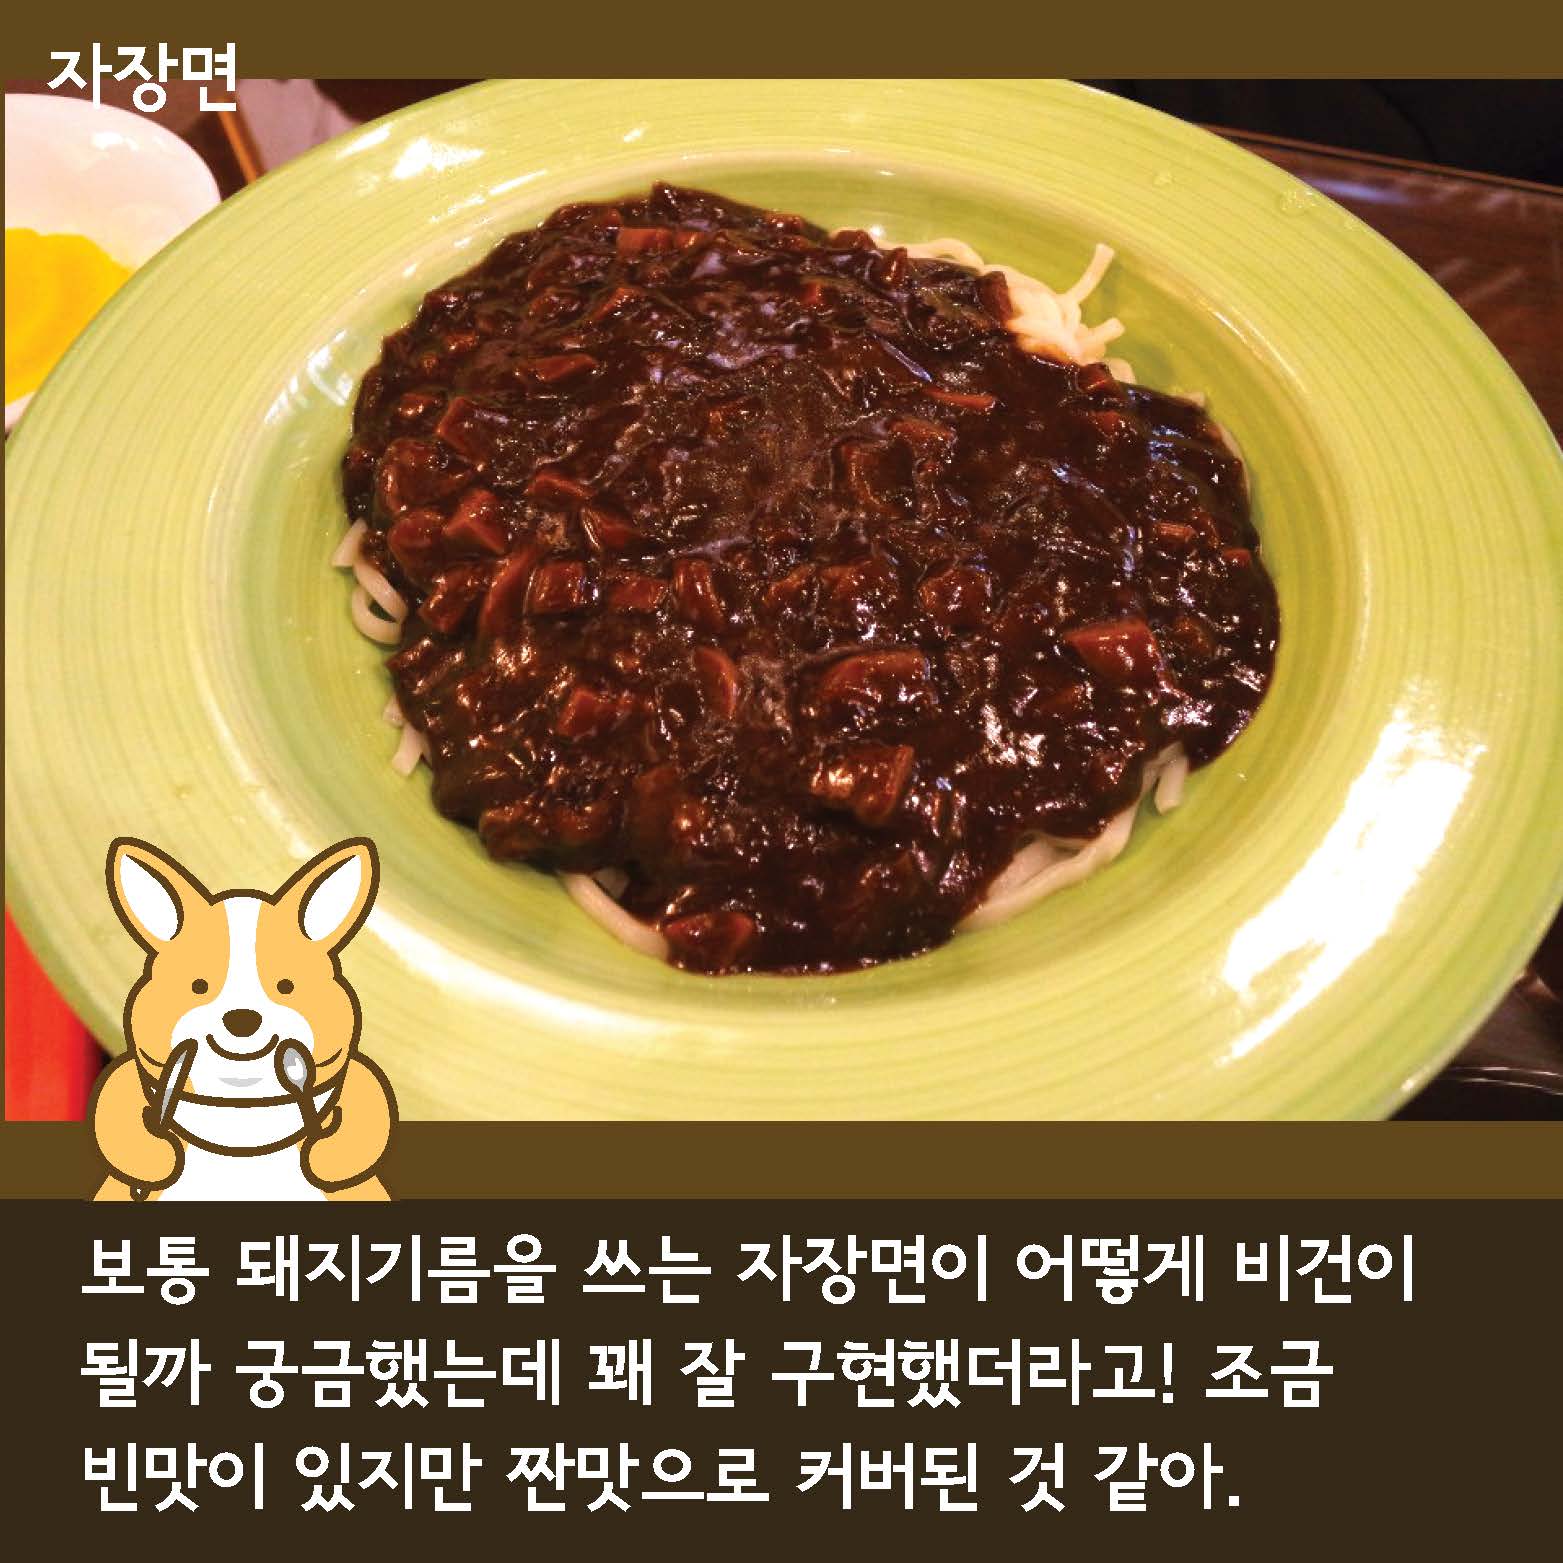 자장면
보통 돼지기름을 쓰는 자장면이 어떻게 비건이
될까 궁금했는데 꽤 잘 구현했더라고! 조금
빈맛이 있지만 짠맛으로 커버된 것 같아.